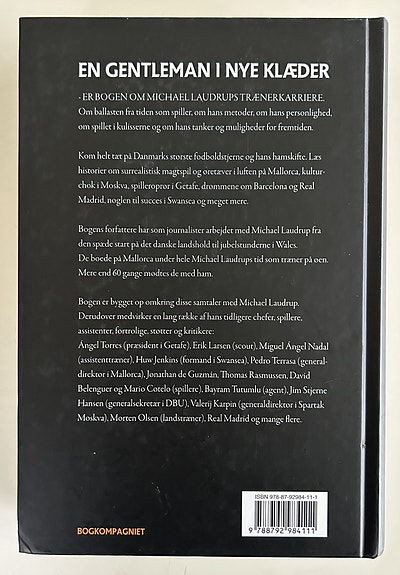 EN GENTLEMAN I NYE KLÆDER
- ER BOGEN OM MICHAEL LAUDRUPS TRÆNERKARRIERE.
Om ballasten fra tiden som spiller, om hans metoder, om hans personlighed,
om spillet i kulisserne og om hans tanker og muligheder for fremtiden.
Kom helt tæt på Danmarks største fodboldstjerne og hans hamskifte. Læs
historier om surrealistisk magtspil og øretæver i luften på Mallorca, kultur-
chok i Moskva, spilleroprør i Getafe, drømmene om Barcelona og Real
Madrid, nøglen til succes i Swansea og meget mere.
Bogens forfattere har som journalister arbejdet med Michael Laudrup fra
den spæde start på det danske landshold til jubelstunderne i Wales.
De boede på Mallorca under hele Michael Laudrups tid som træner på øen.
Mere end 60 gange mødtes de med ham.
Bogen er bygget op omkring disse samtaler med Michael Laudrup.
Derudover medvirker en lang række af hans tidligere chefer, spillere,
assistenter, fortrolige, støtter og kritikere:
Ángel Torres (præsident i Getafe), Erik Larsen (scout), Miguel Ángel Nadal
(assistenttræner), Huw Jenkins (formand i Swansea), Pedro Terrasa (general-
direktør i Mallorca), Jonathan de Guzmán, Thomas Rasmussen, David
Belenguer og Mario Cotelo (spillere), Bayram Tutumlu (agent), Jim Stjerne
Hansen (generalsekretær i DBU), Valerij Karpin (generaldirektør i Spartak
Moskva), Morten Olsen (landstræner), Real Madrid og mange flere.
ISBN 978-87-92984-11-1
9 788792 984111
BOGKOMPAGNIET